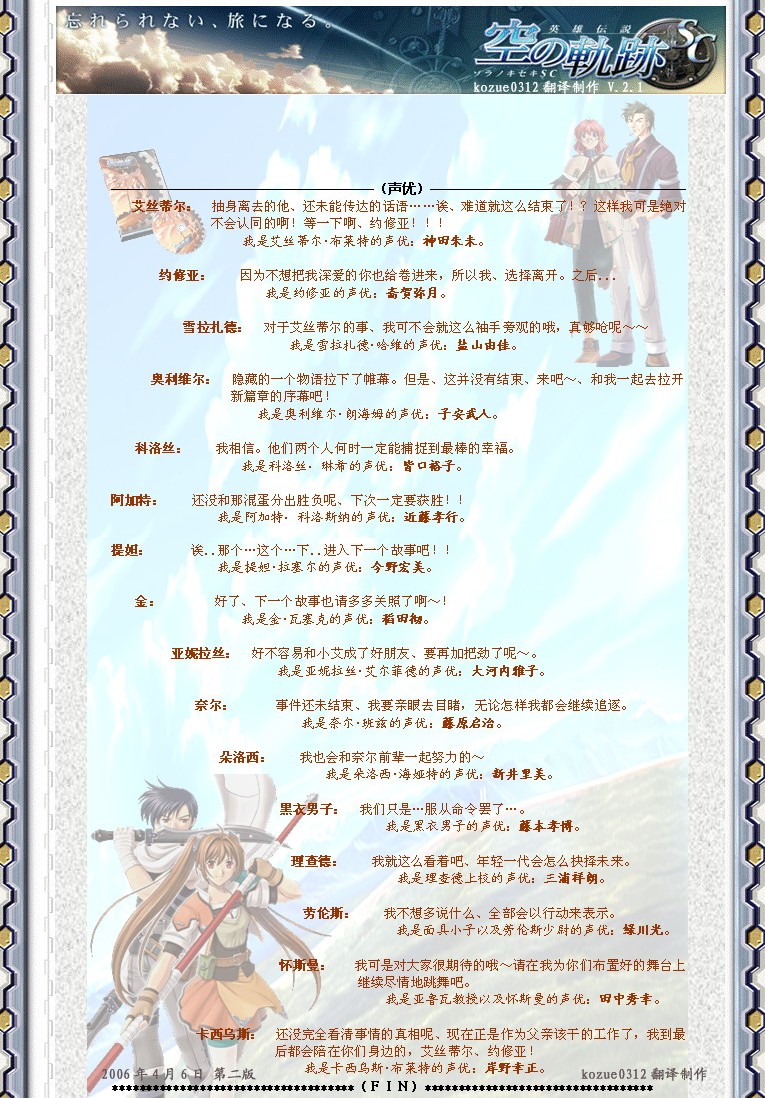 忘れられない、旅になる。
英雄伝説
空の軌跡SC
ソラノキセキSC
kozue0312 翻译制作 V.2.1
(声优)
艾丝蒂尔： 抽身离去的他、还未能传达的话语……诶、难道就这么结束了！？这样我可是绝对
不会认同的啊！等一下啊、约修亚！！！
我是艾丝蒂尔·布莱特的声优：神田朱未。
约修亚： 因为不想把我深爱的你也给卷进来，所以我、选择离开。之后...
我是约修亚的声优：斋贺弥月。
雪拉扎德： 对于艾丝蒂尔的事、我可不会就这么袖手旁观的哦，真够呛呢～～
我是雪拉扎德·哈维的声优：盐山由佳。
奥利维尔： 隐藏的一个物语拉下了帷幕。但是、这并没有结束、来吧～、和我一起去拉开
新篇章的序幕吧！
我是奥利维尔·朗海姆的声优：子安武人。
科洛丝： 我相信。他们两个人何时一定能捕捉到最棒的幸福。
我是科洛丝· 琳希的声优：皆口裕子。
阿加特： 还没和那混蛋分出胜负呢、下次一定要获胜！！
我是阿加特· 科洛斯纳的声优：近藤孝行。
提妲： 诶..那个…这个…下..进入下一个故事吧！！
我是提妲·拉塞尔的声优：今野宏美。
金： 好了、下一个故事也请多多关照了啊～！
我是金·瓦塞克的声优：稻田彻。
亚妮拉丝： 好不容易和小艾成了好朋友、要再加把劲了呢～。
我是亚妮拉丝·艾尔菲德的声优：大河内雅子。
奈尔： 事件还未结束、我要亲眼去目睹，无论怎样我都会继续追逐。
我是奈尔·班兹的声优：藤原启治。
朵洛西： 我也会和奈尔前辈一起努力的～
我是朵洛西·海娅特的声优：新井里美。
黑衣男子： 我们只是…服从命令罢了…。
我是黑衣男子的声优：藤本孝博。
理查德： 我就这么看着吧、年轻一代会怎么抉择未来。
我是理查德上校的声优：三浦祥朗。
劳伦斯： 我不想多说什么、全部会以行动来表示。
我是面具小子以及劳伦斯少尉的声优：绿川光。
怀斯曼： 我可是对大家很期待的哦～请在我为你们布置好的舞台上
继续尽情地跳舞吧。
我是亚鲁瓦教授以及怀斯曼的声优：田中秀幸。
卡西乌斯： 还没完全看清事情的真相呢、现在正是作为父亲该干的工作了，我到最
后都会陪在你们身边的，艾丝蒂尔、约修亚！
我是卡西乌斯·布莱特的声优：岸野幸正。
2006年4月6日 第二版
kozue0312 翻译制作
(FIN)